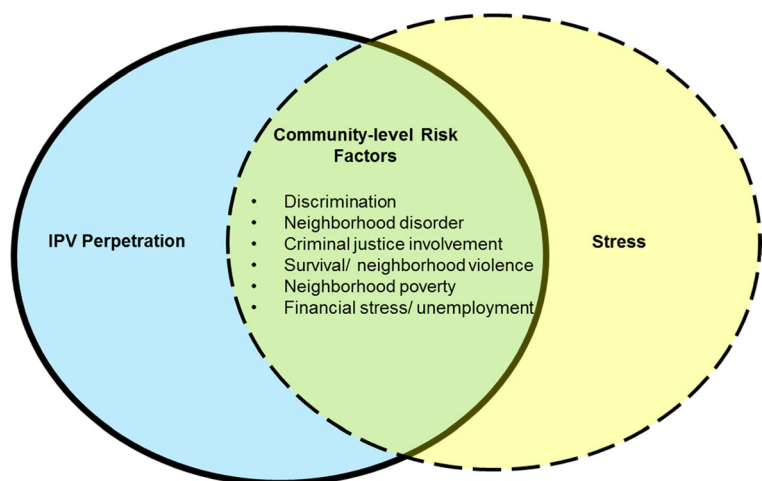 Community-level Risk
Factors
• Discrimination
• Neighborhood disorder
IPV Perpetration
• Criminal justice involvement
Stress
• Survival/ neighborhood violence
• Neighborhood poverty
• Financial stress/ unemployment